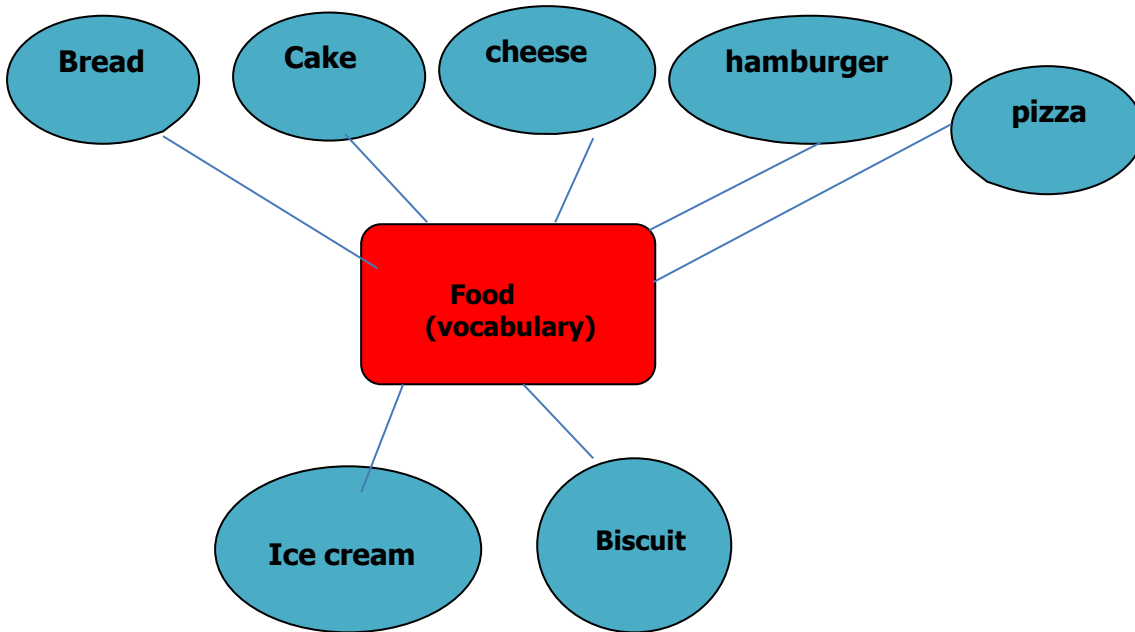 Bread
Cake
cheese
hamburger
pizza
Food
(vocabulary)
Ice cream
Biscuit